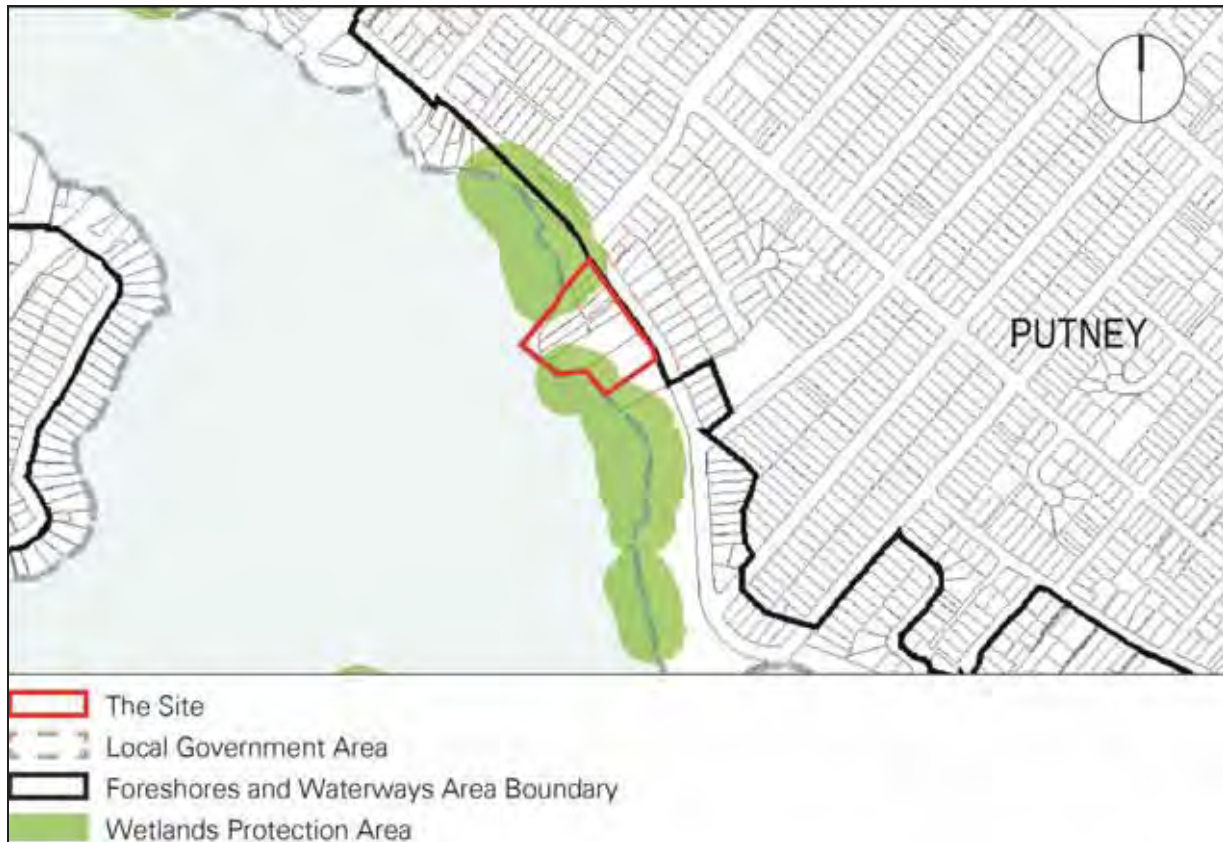 PUTNEY
The Site
Local Government Area
Foreshores and Waterways Area Boundary
Wetlands Protection Area